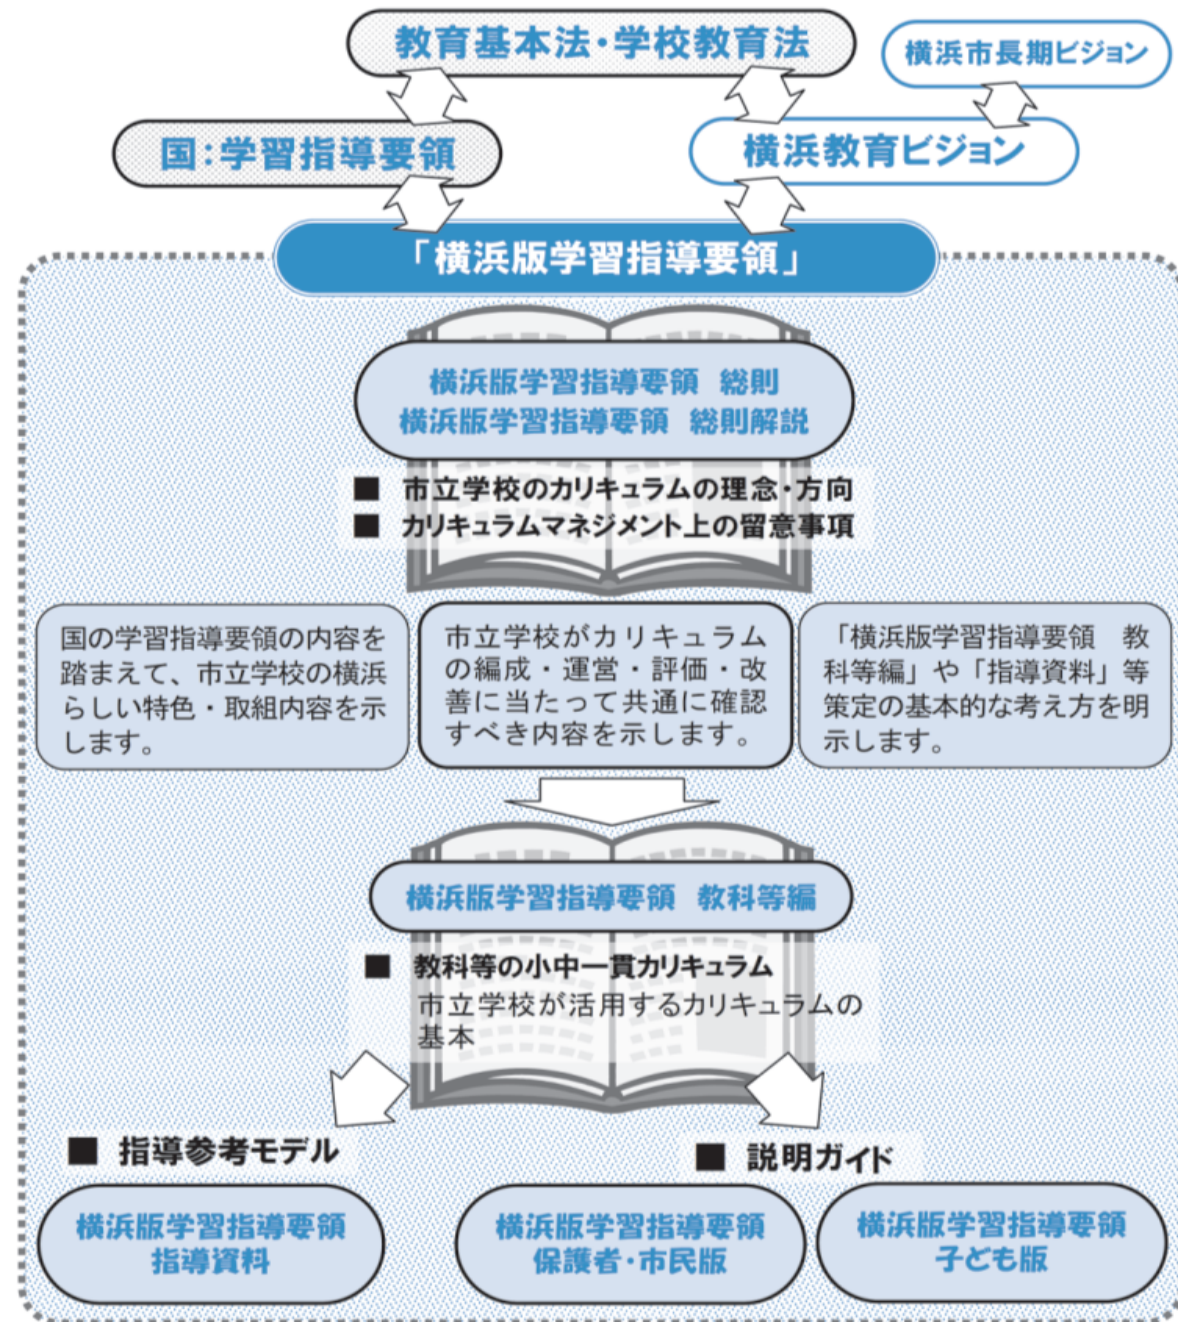 教育基本法・学校教育法
横浜市長期ビジョン
国:学習指導要領
横浜教育ビジョン
「横浜版学習指導要領」
横浜版学習指導要領 総則
横浜版学習指導要領 総則解説
■ 市立学校のカリキュラムの理念・方向
■ カリキュラムマネジメント上の留意事項
国の学習指導要領の内容を
踏まえて、市立学校の横浜
らしい特色・取組内容を示
します。
市立学校がカリキュラム
の編成・運営・評価・改
善に当たって共通に確認
すべき内容を示します。
「横浜版学習指導要領 教
科等編」や「指導資料」等
策定の基本的な考え方を明
示します。
横浜版学習指導要領 教科等編
■ 教科等の小中一貫カリキュラム
市立学校が活用するカリキュラムの
基本
■ 指導参考モデル
■ 説明ガイド
横浜版学習指導要領
指導資料
横浜版学習指導要領
保護者・市民版
横浜版学習指導要領
子ども版